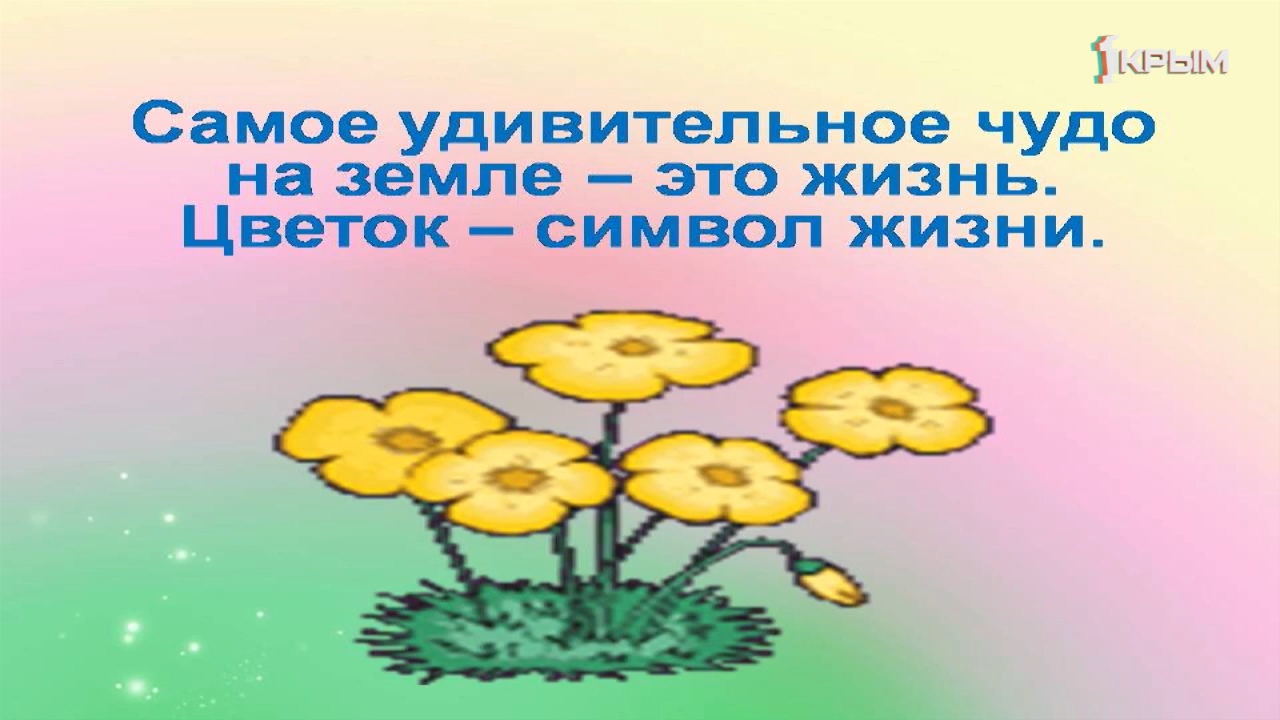 1КРЫМ
Самое удивительное чудо
на земле – это жизнь.
Цветок – символ жизни.